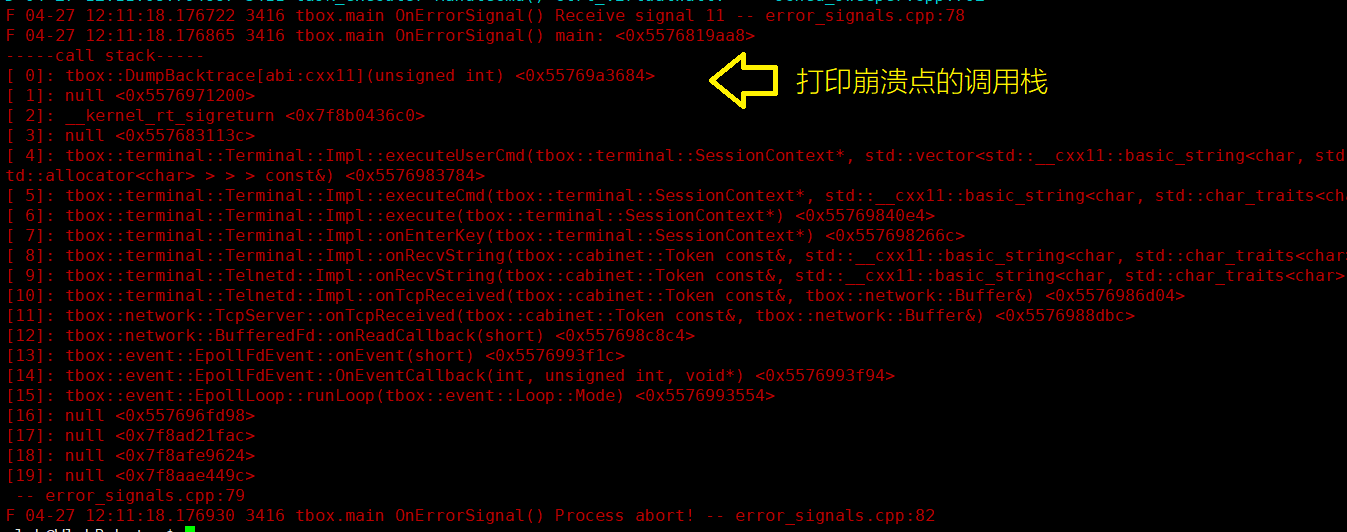 F 04-27 12:11:18.176722 3416 tbox.main OnErrorSignal() Receive signal 11 -- error_signals.cpp:78
F 04-27 12:11:18.176865 3416 tbox.main OnErrorSignal() main: <0x5576819aa8>
-----call stack-----
[ 0]: tbox::DumpBacktrace[abi:cxx11](unsigned int) <0x55769a3684>
打印崩溃点的调用栈
[ 1]: null <0x5576971200>
[ 2]: __kernel_rt_sigreturn <0x7f8b0436c0>
[ 3]: null <0x557683113c>
[ 4]: tbox::terminal::Terminal::Impl::executeUserCmd(tbox::terminal::SessionContext*, std::vector<std::__cxx11::basic_string<char, std
td::allocator<char> > > > const&) <0x5576983784>
[ 5]: tbox::terminal::Terminal::Impl::executeCmd(tbox::terminal::SessionContext*, std::__cxx11::basic_string<char, std::char_traits<ch
[ 6]: tbox::terminal::Terminal::Impl::execute(tbox::terminal::SessionContext*) <0x55769840e4>
[ 7]: tbox::terminal::Terminal::Impl::onEnterKey(tbox::terminal::SessionContext*) <0x557698266c>
[ 8]: tbox::terminal::Terminal::Impl::onRecvString(tbox::cabinet::Token const&, std::__cxx11::basic_string<char, std::char_traits<char>
[ 9]: tbox::terminal::Telnetd::Impl::onRecvString(tbox::cabinet::Token const&, std::__cxx11::basic_string<char, std::char_traits<char>
[10]: tbox::terminal::Telnetd::Impl::onTcpReceived(tbox::cabinet::Token const&, tbox::network::Buffer&) <0x5576986d04>
[11]: tbox::network::TcpServer::onTcpReceived(tbox::cabinet::Token const&, tbox::network::Buffer&) <0x5576988dbc>
[12]: tbox::network::BufferedFd::onReadCallback(short) <0x557698c8c4>
[13]: tbox::event::EpollFdEvent::onEvent(short) <0x5576993f1c>
[14]: tbox::event::EpollFdEvent::OnEventCallback(int, unsigned int, void*) <0x5576993f94>
[15]: tbox::event::EpollLoop::runLoop(tbox::event::Loop::Mode) <0x5576993554>
[16]: null <0x557696fd98>
[17]: null <0x7f8ad21fac>
[18]: null <0x7f8afe9624>
[19]: null <0x7f8aae449c>
-- error_signals.cpp:79
F 04-27 12:11:18.176930 3416 tbox.main OnErrorSignal() Process abort! -- error_signals.cpp:82